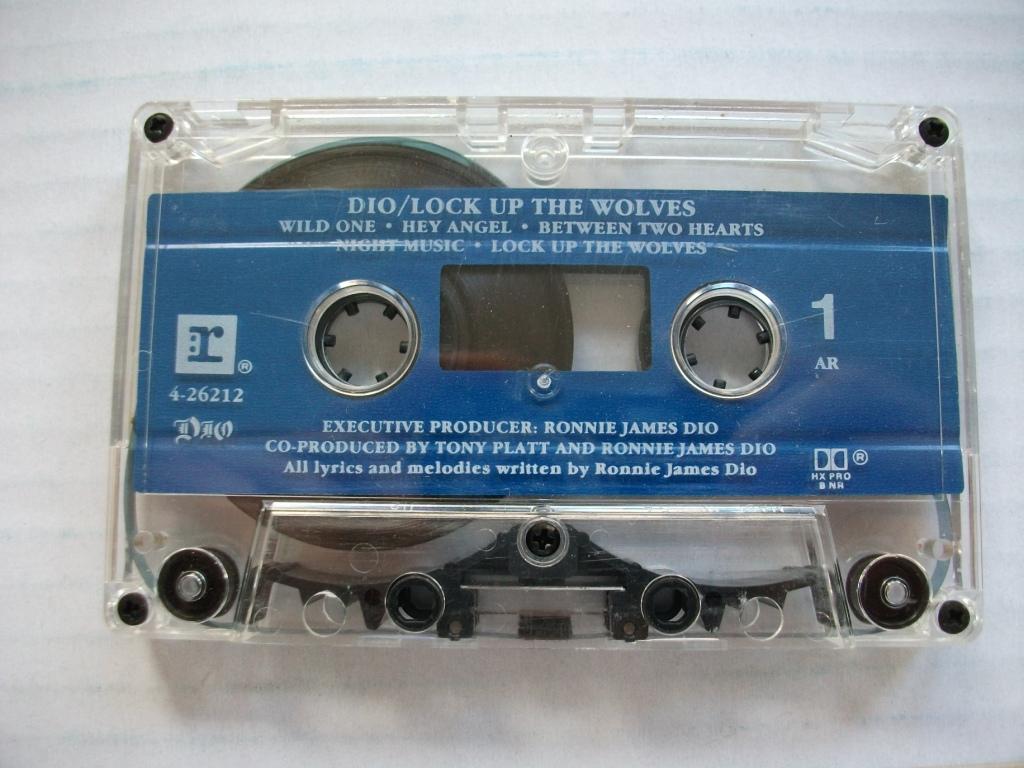 DIO/LOCK UP THE WOLVES
WILD ONE • HEY ANGEL • BETWEEN TWO HEARTS
NIGHT MUSIC • LOCK UP THE WOLVES
r ®
4-26212
DIO
1
AR
EXECUTIVE PRODUCER: RONNIE JAMES DIO
CO-PRODUCED BY TONY PLATT AND RONNIE JAMES DIO
All lyrics and melodies written by Ronnie James Dio
®
HX PRO
B NR